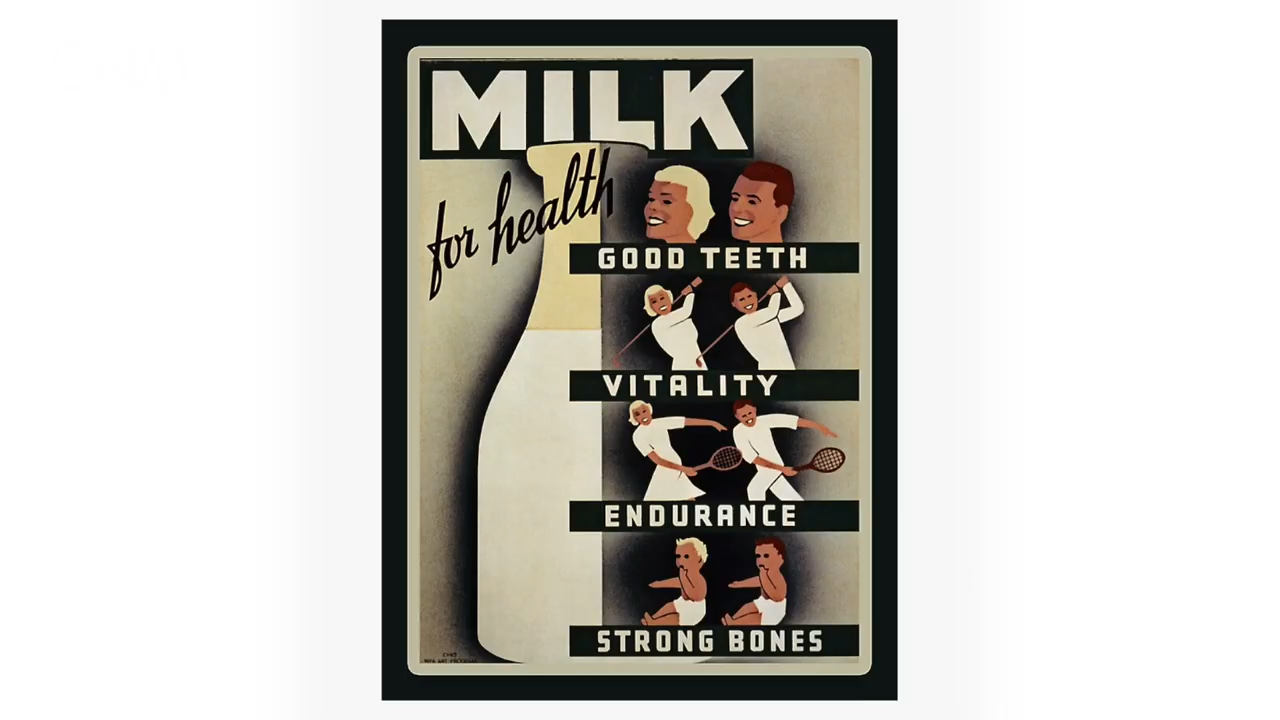 MILK
for health
GOOD TEETH
VITALITY
ENDURANCE
STRONG BONES